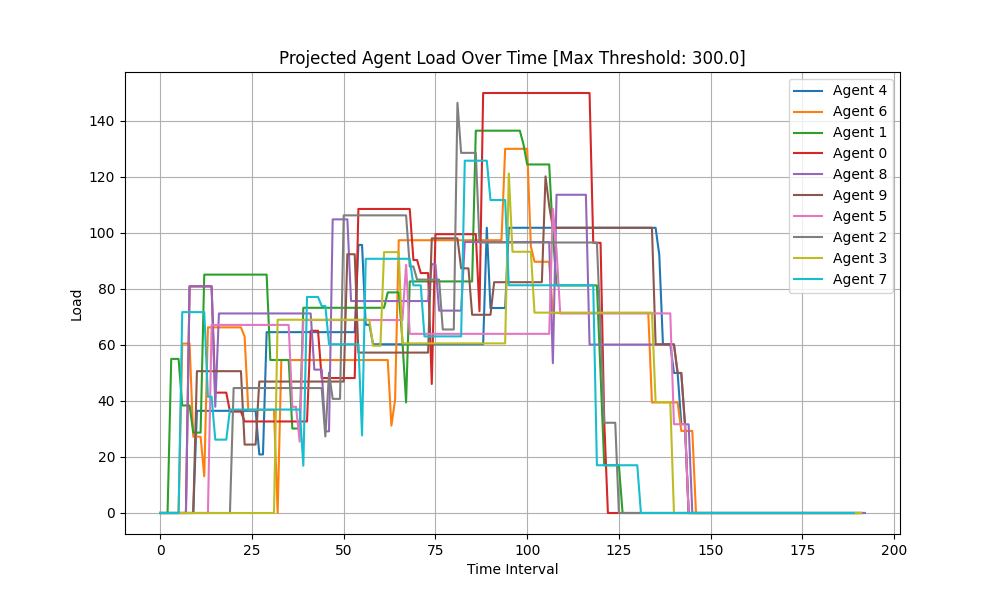 Projected Agent Load Over Time [Max Threshold: 300.0]
Load
140
120
100
80
60
40
20
0
0 25 50 75 100 125 150 175 200
Time Interval
Agent 4
Agent 6
Agent 1
Agent 0
Agent 8
Agent 9
Agent 5
Agent 2
Agent 3
Agent 7